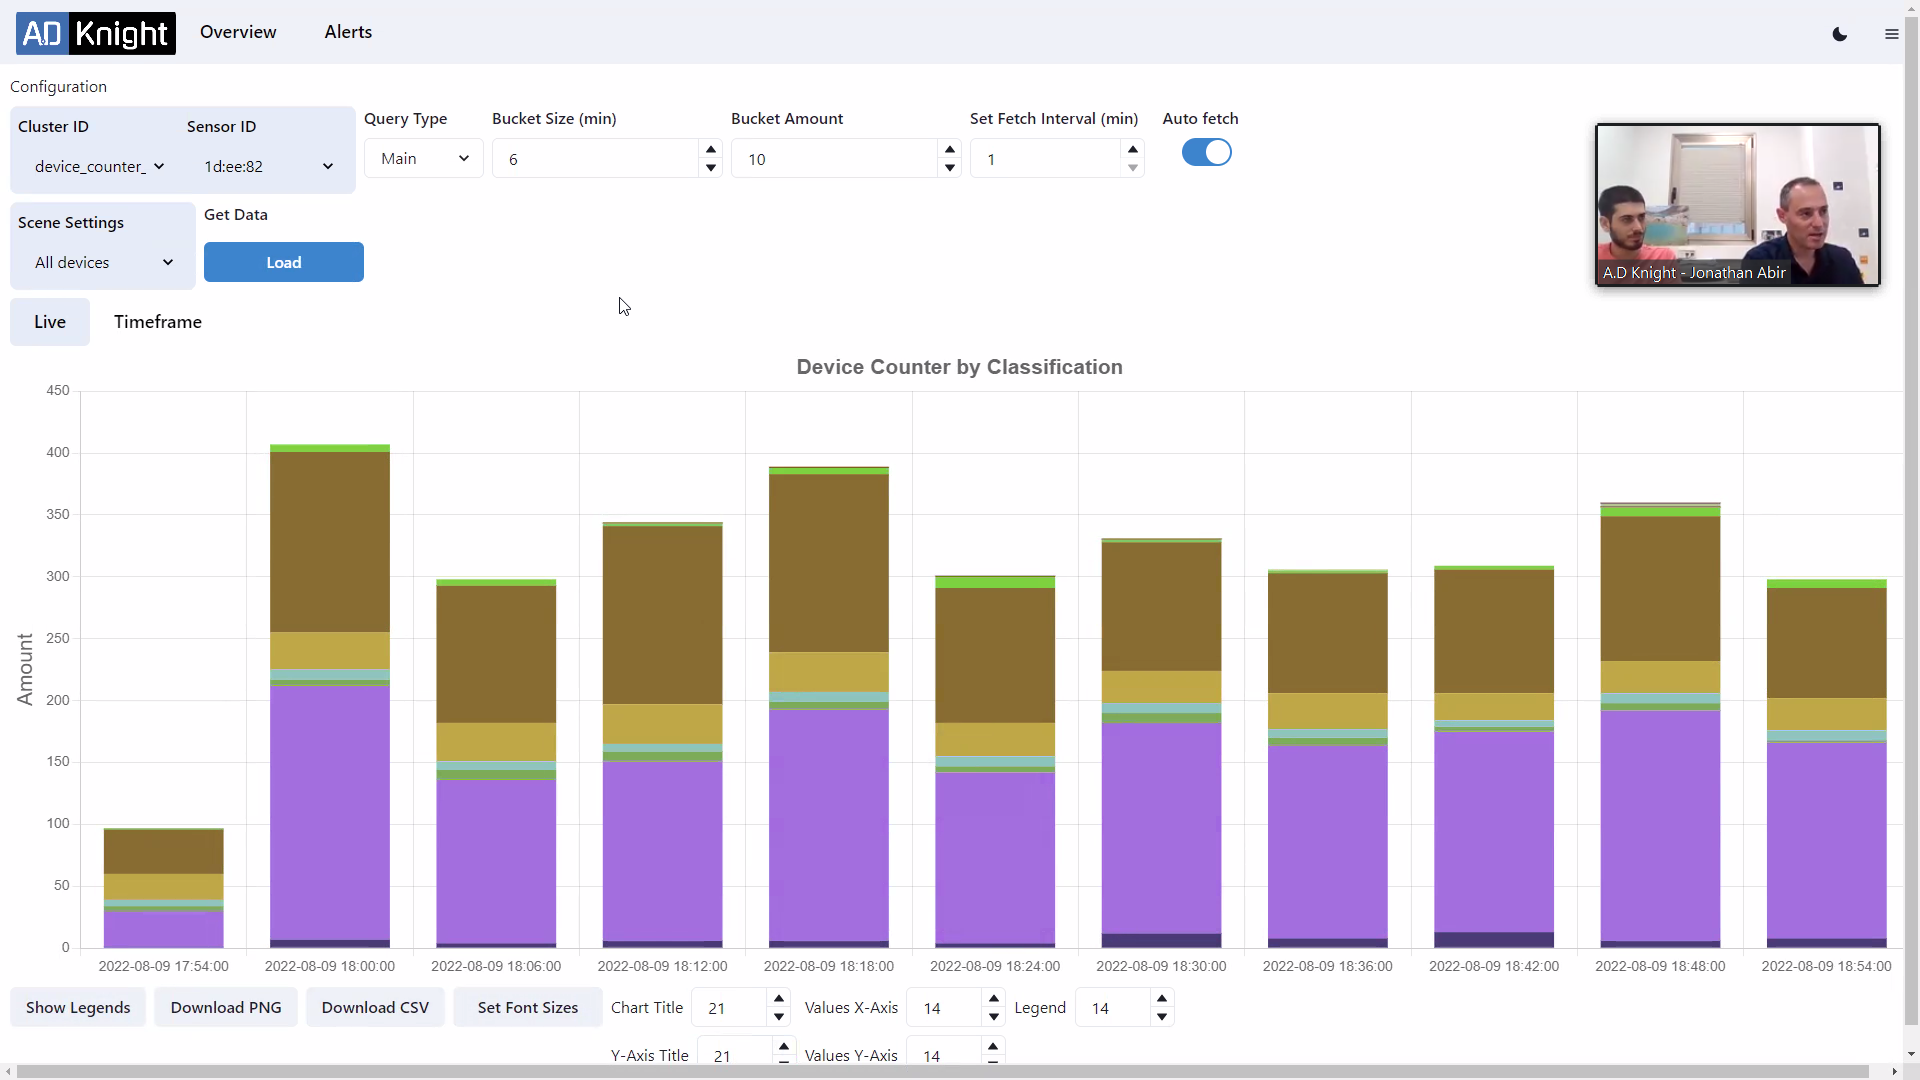 AD Knight
Overview
Alerts
Configuration
Cluster ID
Sensor ID
Query Type
Bucket Size (min)
Bucket Amount
Set Fetch Interval (min)
Auto fetch
device_counter_
1d:ee:82
Main
6
10
1
Scene Settings
Get Data
All devices
Load
A.D Knight - Jonathan Abir
Live
Timeframe
Device Counter by Classification
Amount
450
400
350
300
250
200
150
100
50
0
2022-08-09 17:54:00
2022-08-09 18:00:00
2022-08-09 18:06:00
2022-08-09 18:12:00
2022-08-09 18:18:00
2022-08-09 18:24:00
2022-08-09 18:30:00
2022-08-09 18:36:00
2022-08-09 18:42:00
2022-08-09 18:48:00
2022-08-09 18:54:00
Show Legends
Download PNG
Download CSV
Set Font Sizes
Chart Title
21
Values X-Axis
14
Legend
14
Y-Axis Title
21
Values Y-Axis
14